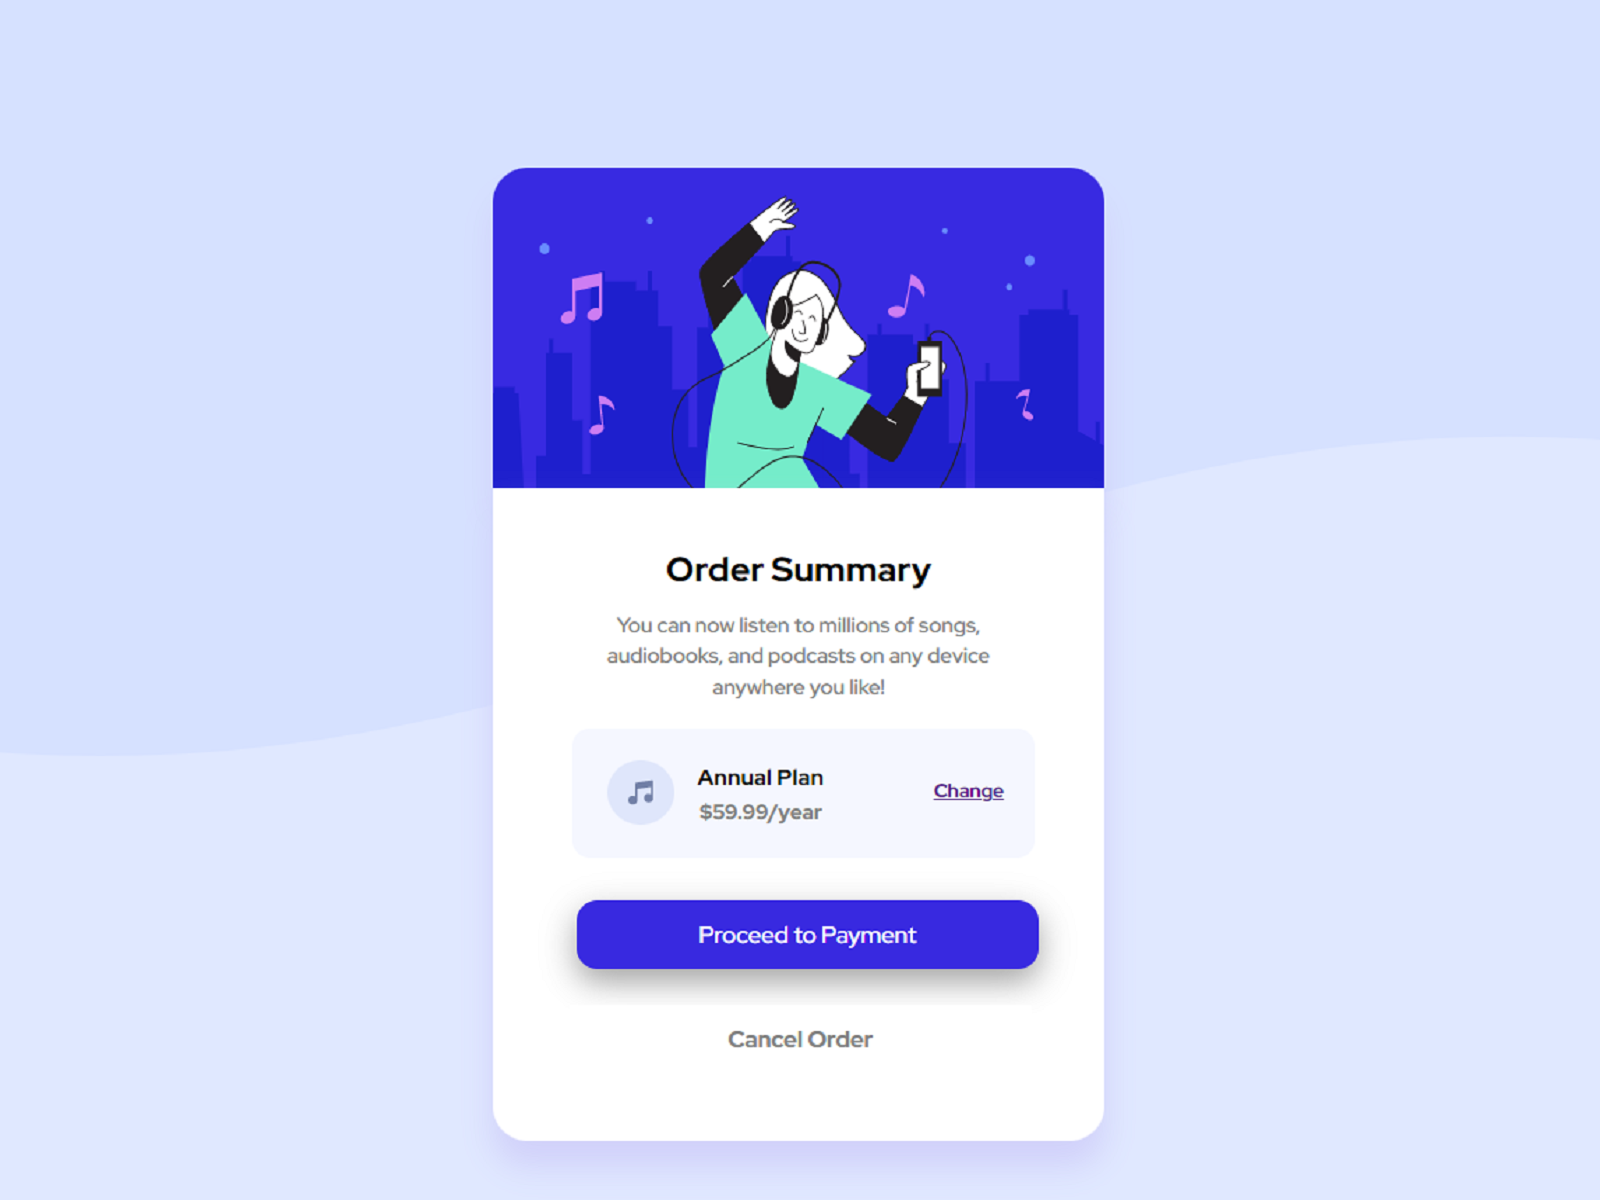 Order Summary
You can now listen to millions of songs,
audiobooks, and podcasts on any device
anywhere you like!
Annual Plan
$59.99/year
Change
Proceed to Payment
Cancel Order